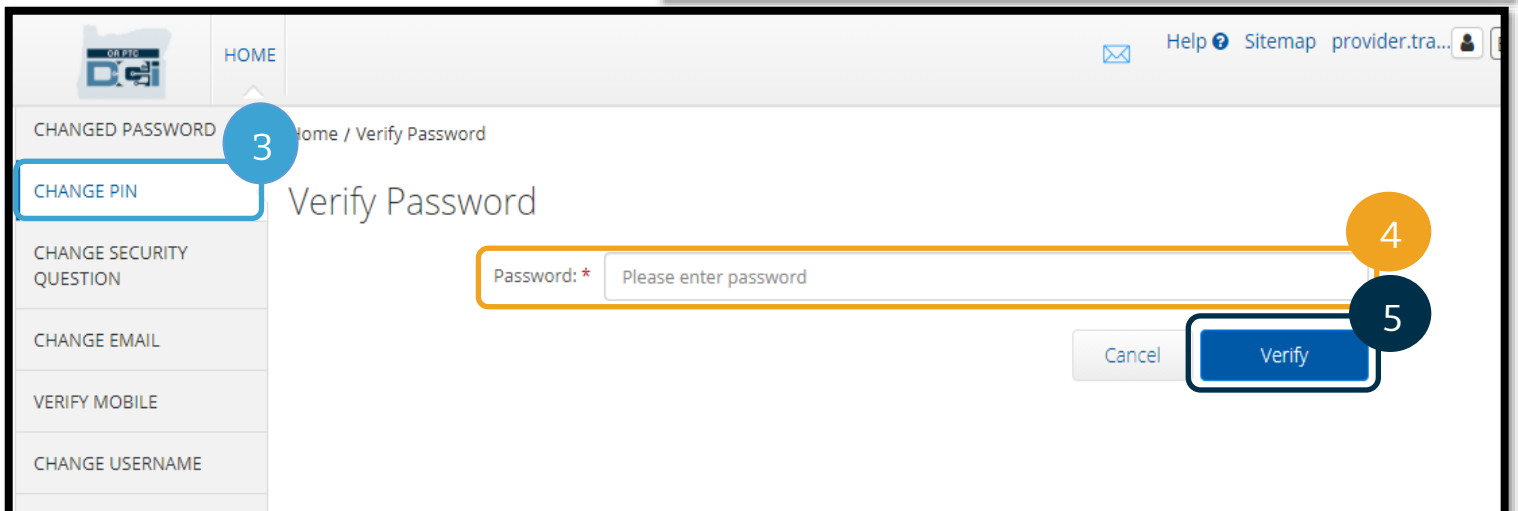 OR PTC
DCi
HOME
Help ? Sitemap provider.tra...
CHANGED PASSWORD
3
Home / Verify Password
CHANGE PIN
Verify Password
4
CHANGE SECURITY
QUESTION
Password: * Please enter password
5
CHANGE EMAIL
Cancel Verify
VERIFY MOBILE
CHANGE USERNAME